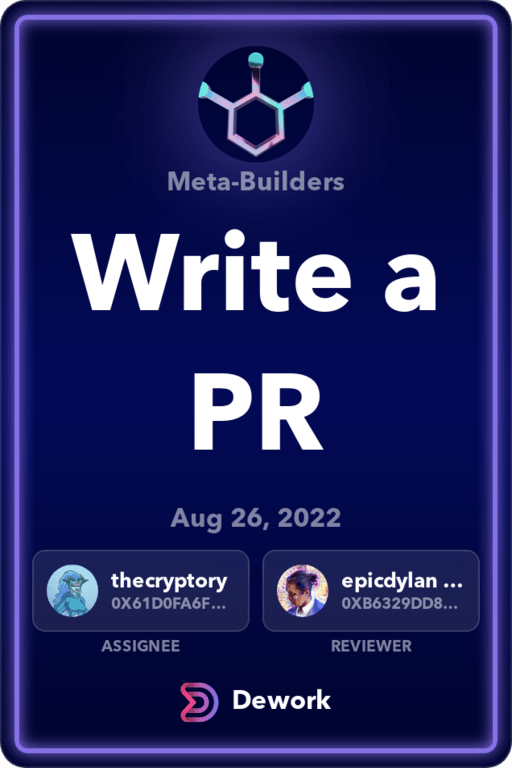 Meta-Builders
Write a
PR
Aug 26, 2022
thecryptory
0X61D0FA6F...
ASSIGNEE
epicdylan ...
0XB6329DD8...
REVIEWER
Dework